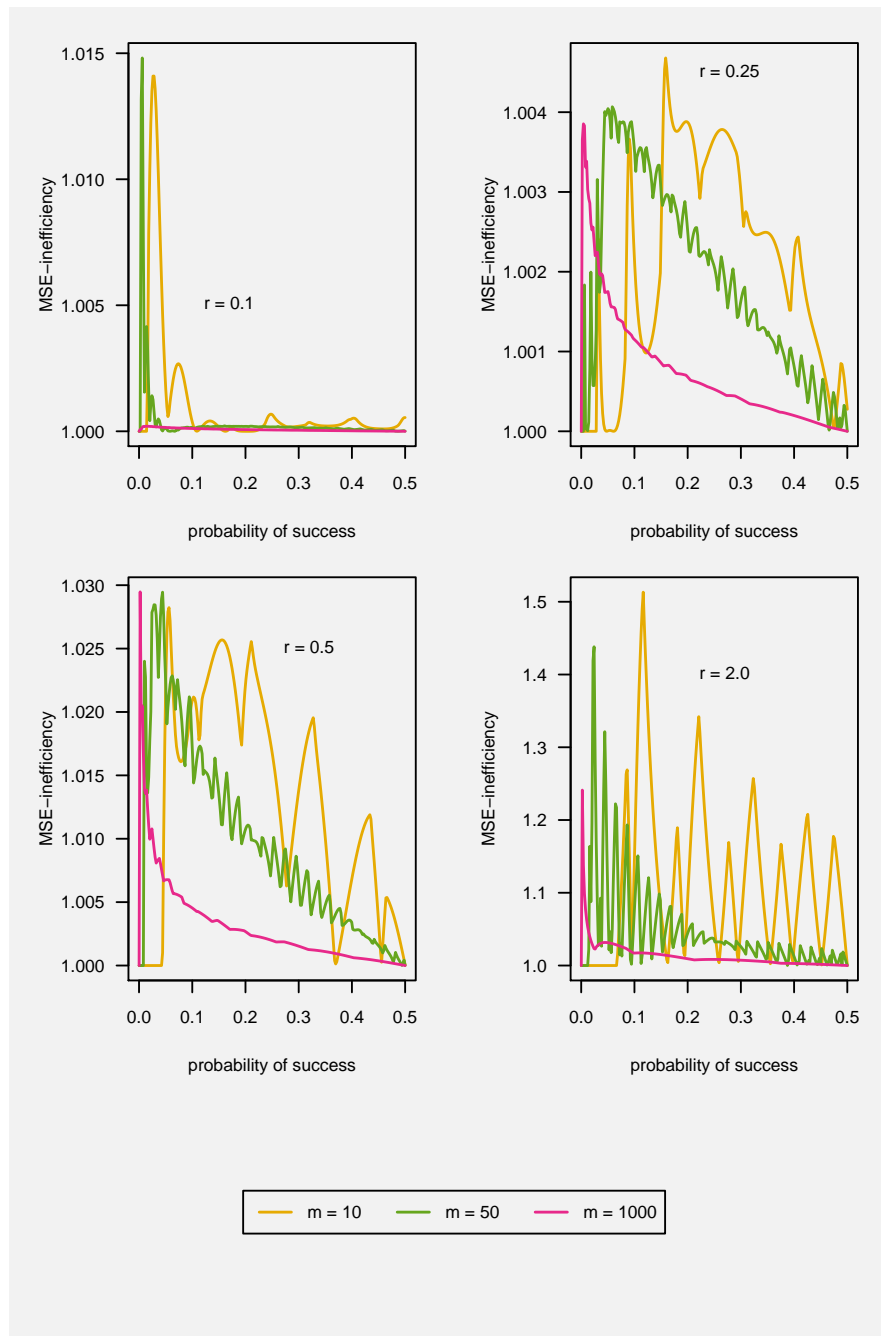 1.015
1.010
1.005
1.000
MSE−inefficiency
r = 0.1
0.0 0.1 0.2 0.3 0.4 0.5
probability of success
1.004
1.003
1.002
1.001
1.000
MSE−inefficiency
r = 0.25
0.0 0.1 0.2 0.3 0.4 0.5
probability of success
1.030
1.025
1.020
1.015
1.010
1.005
1.000
MSE−inefficiency
r = 0.5
0.0 0.1 0.2 0.3 0.4 0.5
probability of success
1.5
1.4
1.3
1.2
1.1
1.0
MSE−inefficiency
r = 2.0
0.0 0.1 0.2 0.3 0.4 0.5
probability of success
m = 10 m = 50 m = 1000